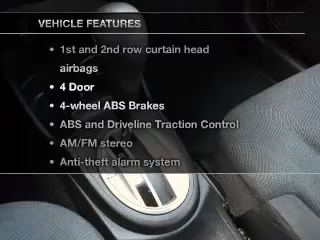 VEHICLE FEATURES
• 1st and 2nd row curtain head
airbags
• 4 Door
• 4-wheel ABS Brakes
• ABS and Driveline Traction Control
• AM/FM stereo
• Anti-theft alarm system